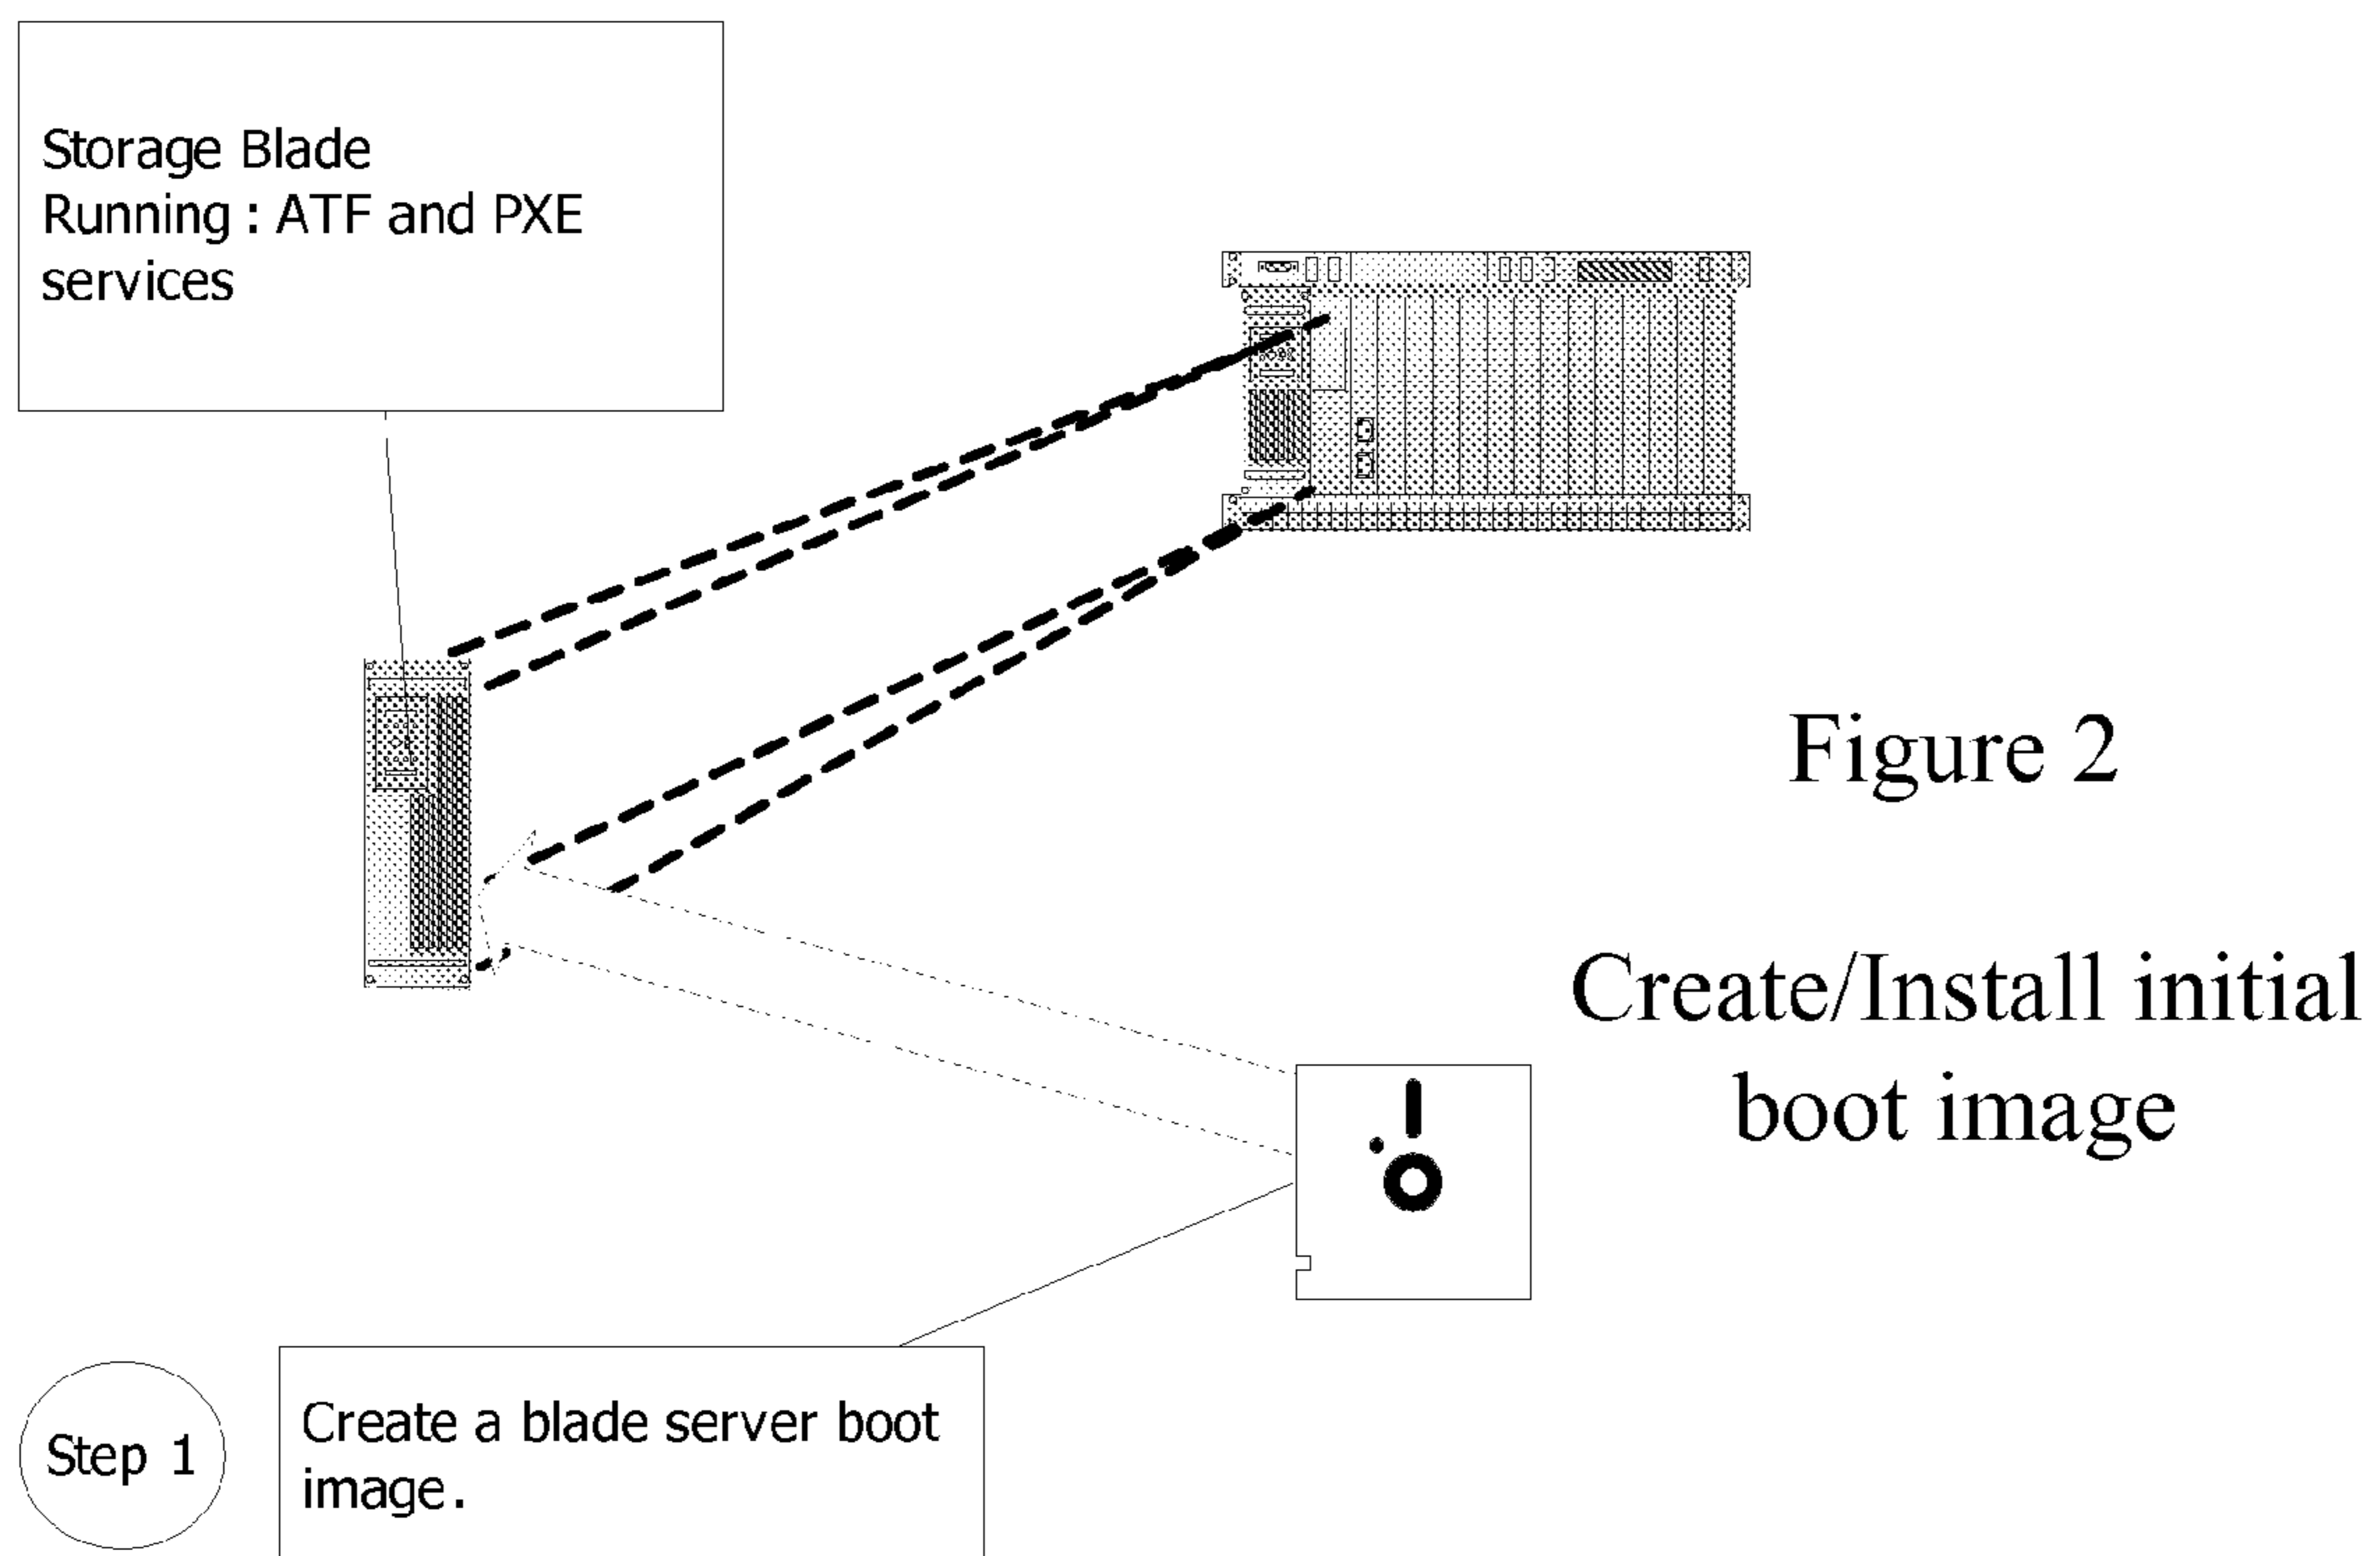 Storage Blade
Running : ATF and PXE
services
Figure 2
Create/Install initial
boot image
Step 1
Create a blade server boot
image.